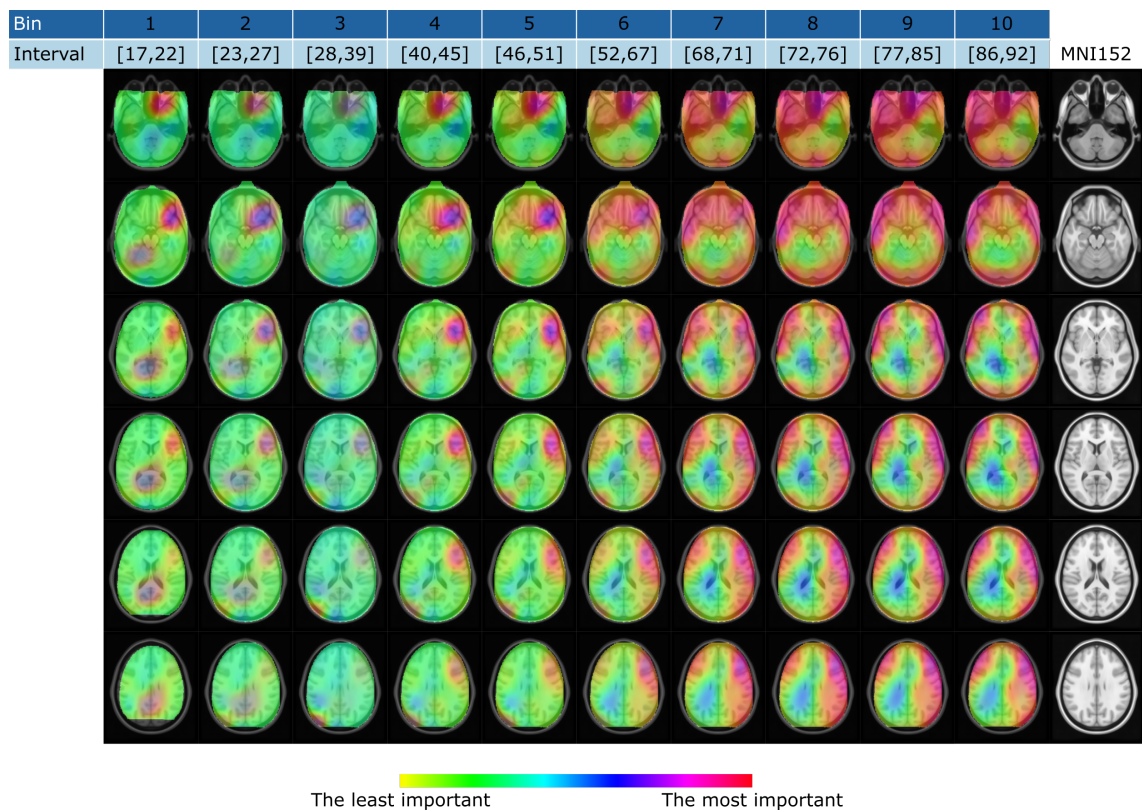 Bin 1 2 3 4 5 6 7 8 9 10
Interval [17,22] [23,27] [28,39] [40,45] [46,51] [52,67] [68,71] [72,76] [77,85] [86,92] MNI152
The least important The most important